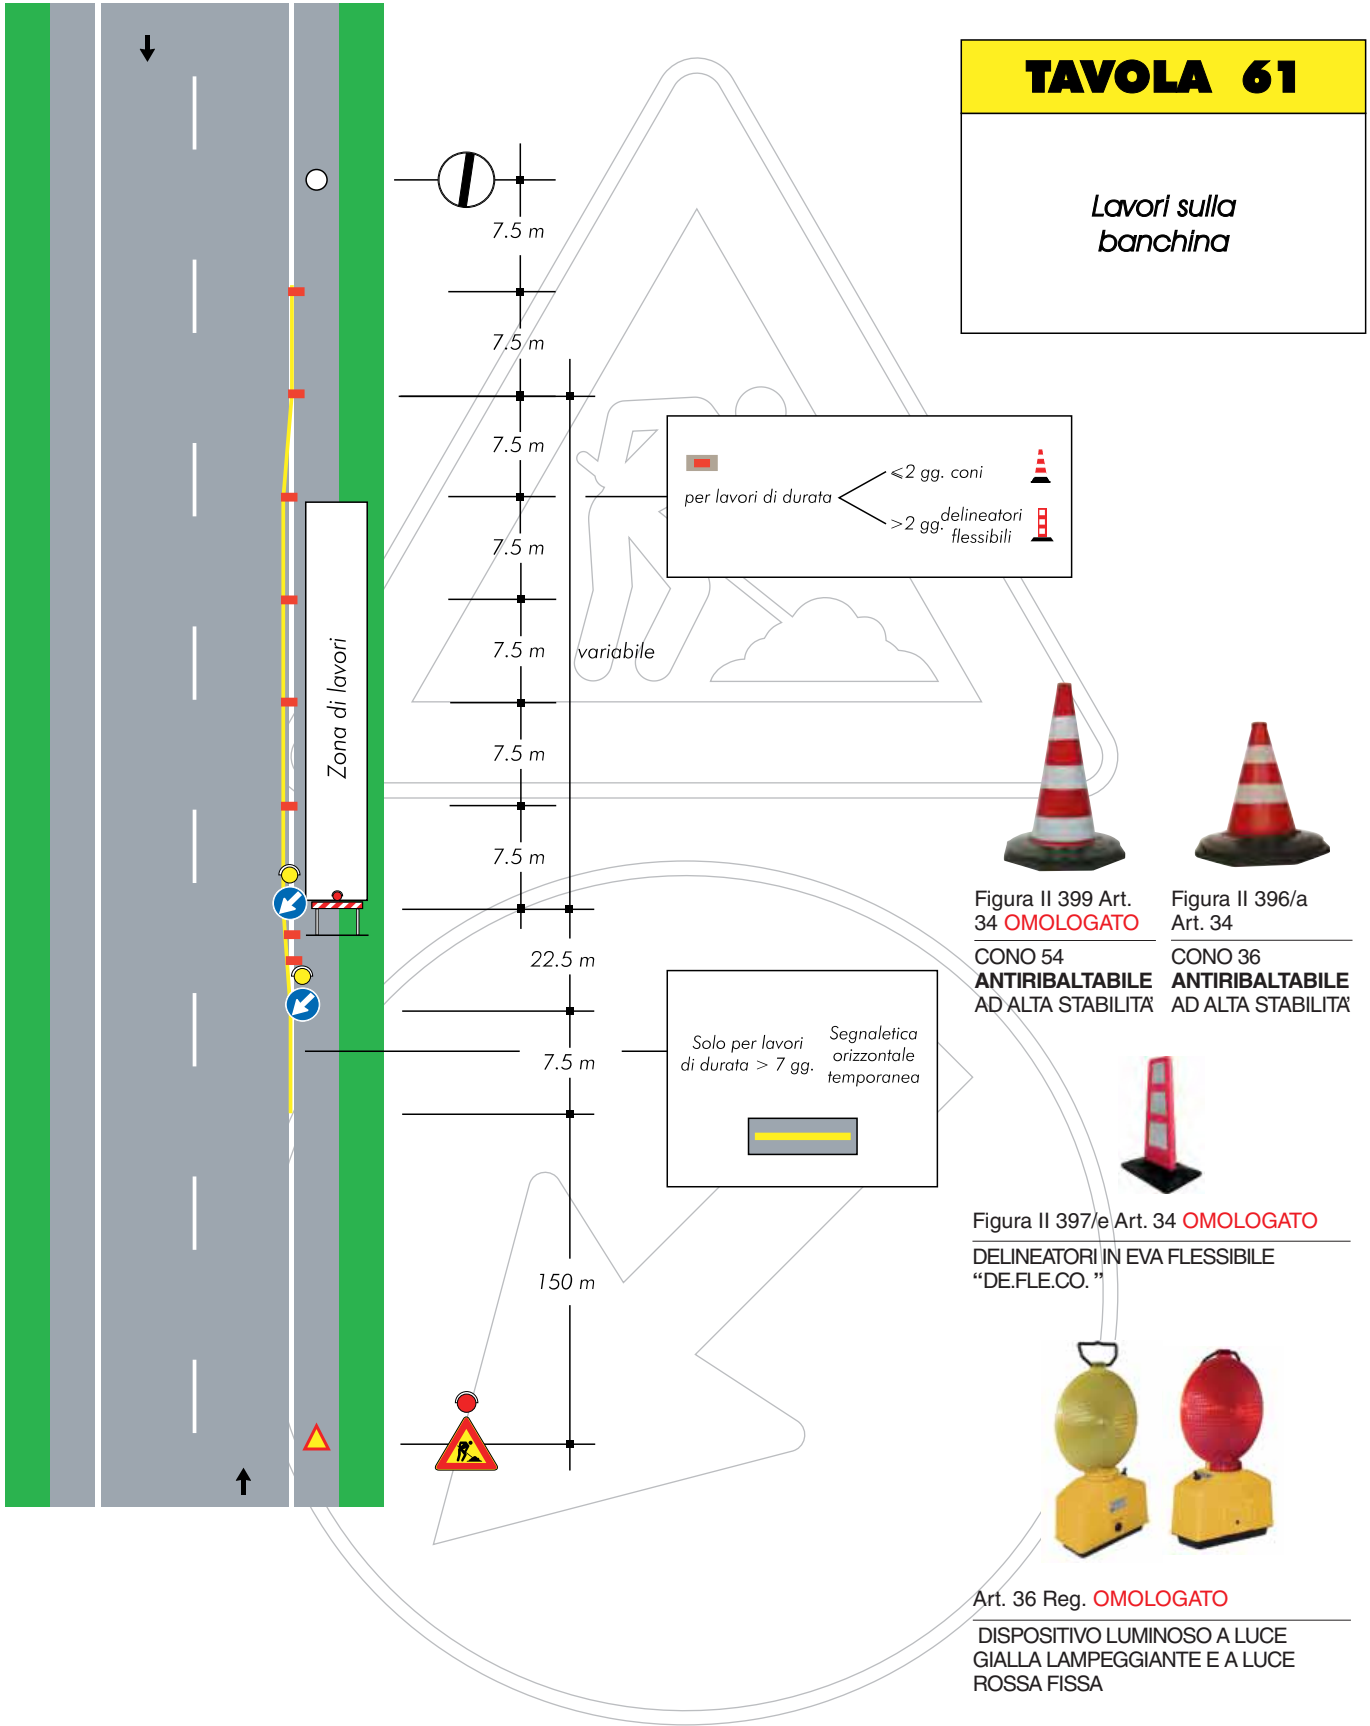 TAVOLA 61
Lavori sulla
banchina
7.5 m
7.5 m
7.5 m
7.5 m
7.5 m
variabile
7.5 m
7.5 m
22.5 m
7.5 m
150 m
Zona di lavori
per lavori di durata
⩽2 gg. coni
>2 gg. delineatori
flessibili
Solo per lavori
di durata > 7 gg.
Segnaletica
orizzontale
temporanea
Figura II 399 Art.
34 OMOLOGATO
CONO 54
ANTIRIBALTABILE
AD ALTA STABILITA'
Figura II 396/a
Art. 34
CONO 36
ANTIRIBALTABILE
AD ALTA STABILITA'
Figura II 397/e Art. 34 OMOLOGATO
DELINEATORI IN EVA FLESSIBILE
“DE.FLE.CO. ”
Art. 36 Reg. OMOLOGATO
DISPOSITIVO LUMINOSO A LUCE
GIALLA LAMPEGGIANTE E A LUCE
ROSSA FISSA